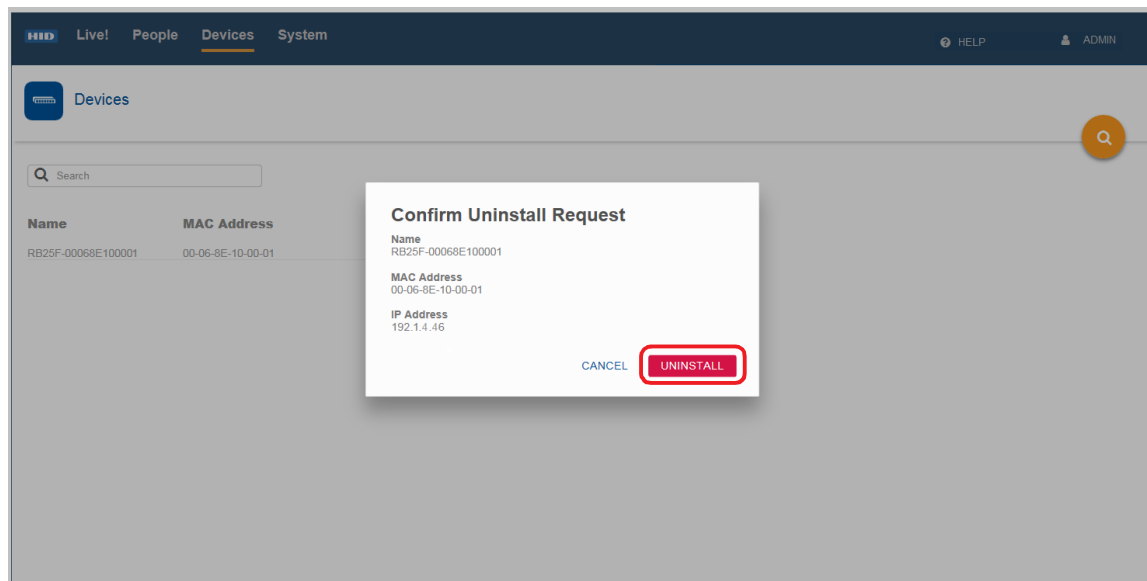 HID Live! People Devices System HELP ADMIN
Devices
Search
Name MAC Address
RB25F-00068E100001 00-06-8E-10-00-01
Confirm Uninstall Request
Name
RB25F-00068E100001
MAC Address
00-06-8E-10-00-01
IP Address
192.1.4.46
CANCEL UNINSTALL